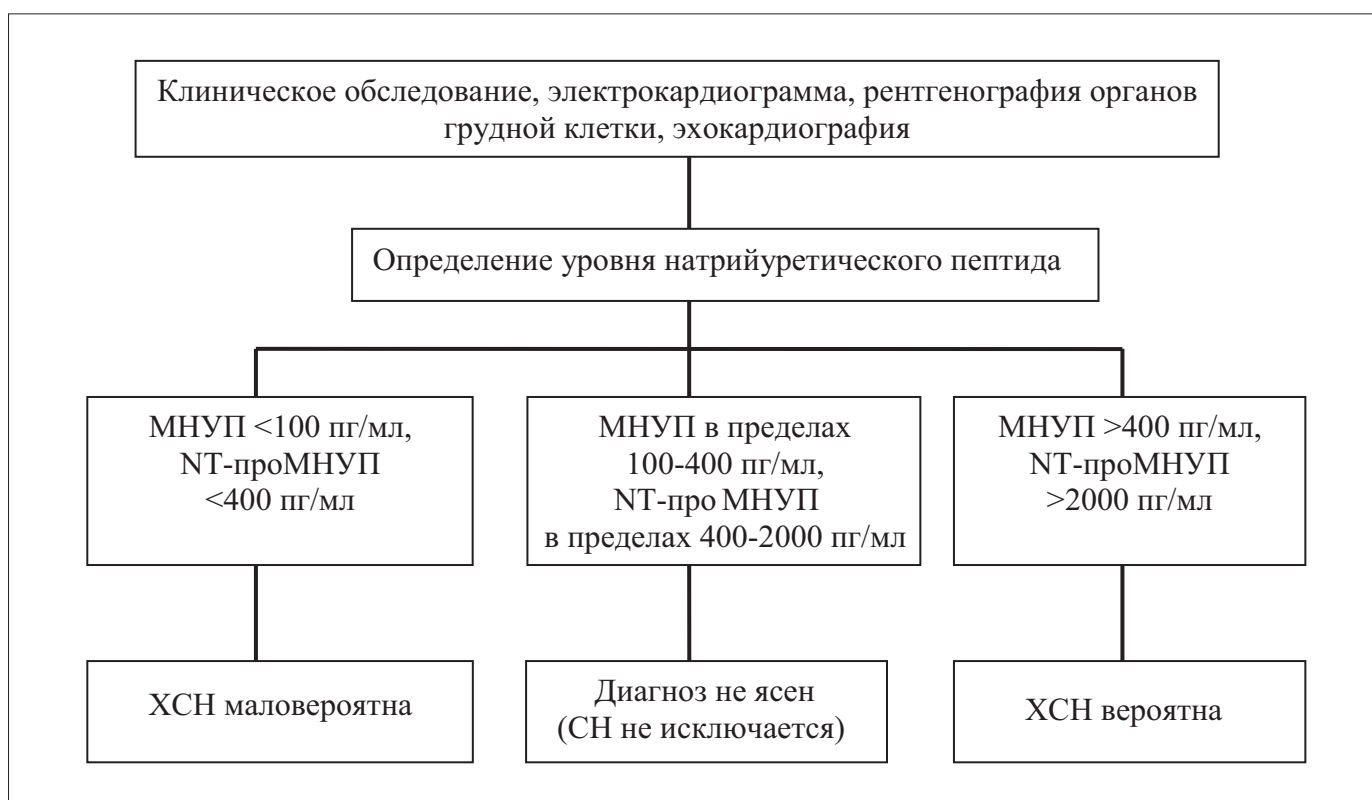 Клиническое обследование, электрокардиограмма, рентгенография органов
грудной клетки, эхокардиография
Определение уровня натрийуретического пептида
МНУП <100 пг/мл,
NT-проМНУП
<400 пг/мл
МНУП в пределах
100-400 пг/мл,
NT-про МНУП
в пределах 400-2000 пг/мл
МНУП >400 пг/мл,
NT-проМНУП
>2000 пг/мл
ХСН маловероятна
Диагноз не ясен
(СН не исключается)
ХСН вероятна